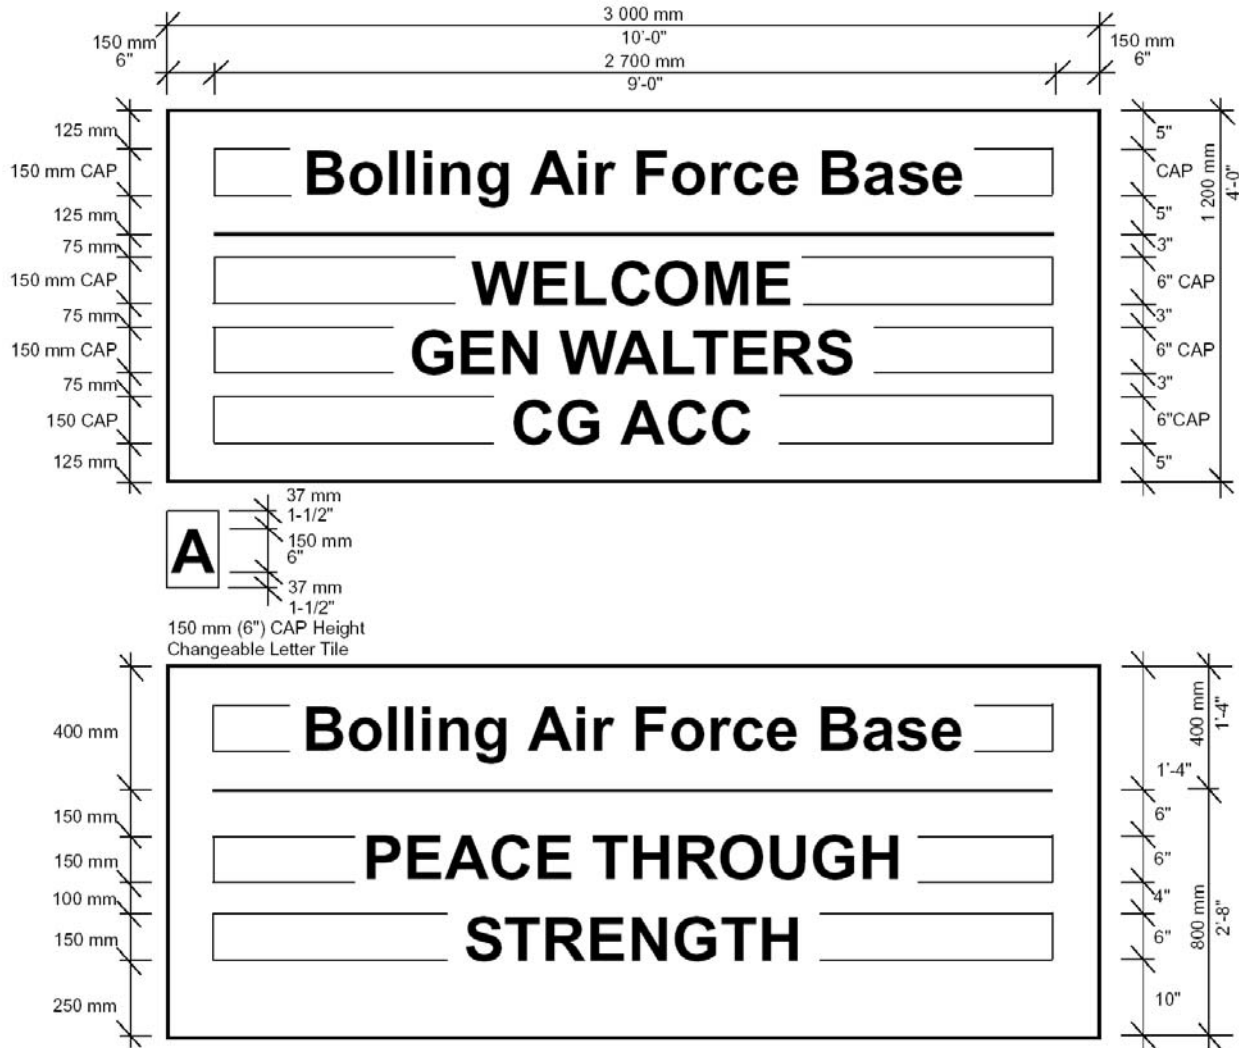 3 000 mm
10'-0"
150 mm
6"
150 mm
6"
2 700 mm
9'-0"
125 mm
150 mm CAP
125 mm
75 mm
150 mm CAP
75 mm
150 mm CAP
75 mm
150 CAP
125 mm
Bolling Air Force Base
WELCOME
GEN WALTERS
CG ACC
5"
CAP
5"
3"
6" CAP
3"
6" CAP
3"
6"CAP
5"
1 200 mm
4'-0"
A
37 mm
1-1/2"
150 mm
6"
37 mm
1-1/2"
150 mm (6") CAP Height
Changeable Letter Tile
400 mm
150 mm
150 mm
100 mm
150 mm
250 mm
Bolling Air Force Base
PEACE THROUGH
STRENGTH
1'-4"
6"
6"
4"
6"
10"
400 mm
1'-4"
800 mm
2'-8"